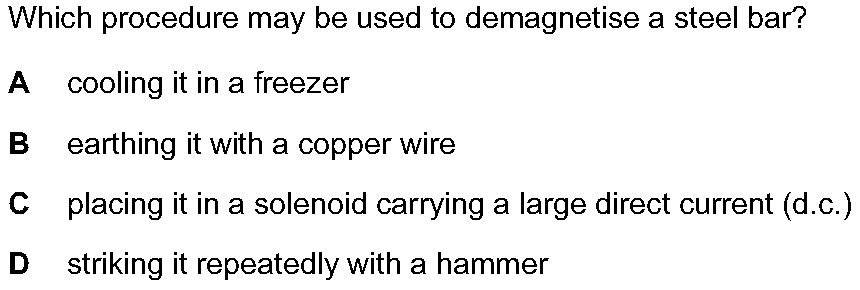 Which procedure may be used to demagnetise a steel bar?
A cooling it in a freezer
B earthing it with a copper wire
C placing it in a solenoid carrying a large direct current (d.c.)
D striking it repeatedly with a hammer